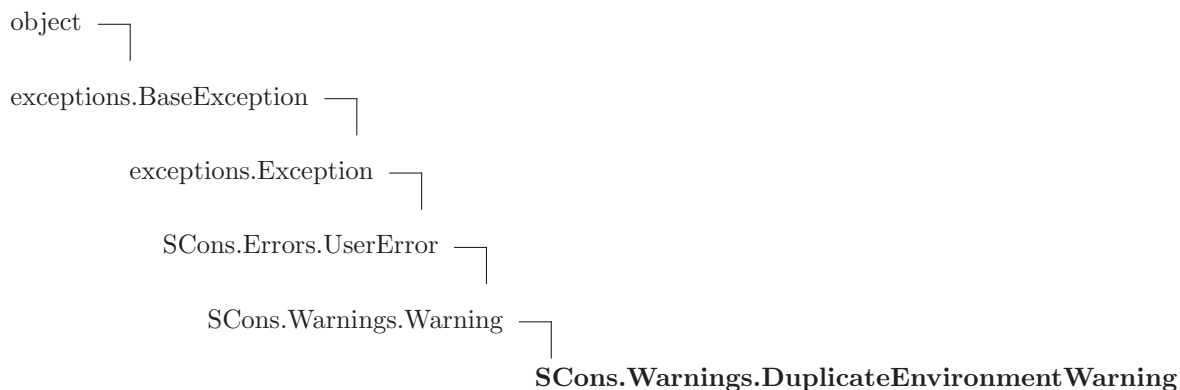 object
exceptions.BaseException
exceptions.Exception
SCons.Errors.UserError
SCons.Warnings.Warning
SCons.Warnings.DuplicateEnvironmentWarning